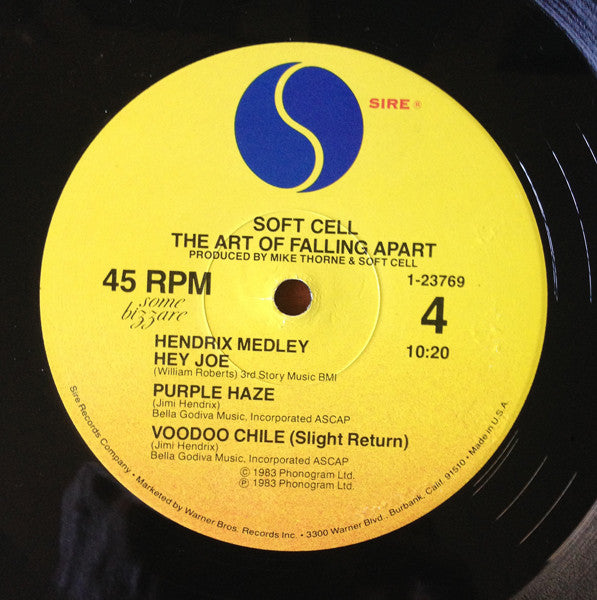 SIRE ®
SOFT CELL
THE ART OF FALLING APART
PRODUCED BY MIKE THORNE & SOFT CELL
45 RPM
1-23769
some
bizzare
4
10:20
HENDRIX MEDLEY
HEY JOE
(William Roberts) 3rd Story Music BMI
PURPLE HAZE
(Jimi Hendrix)
Bella Godiva Music, Incorporated ASCAP
VOODOO CHILE (Slight Return)
(Jimi Hendrix)
Bella Godiva Music, Incorporated ASCAP
© 1983 Phonogram Ltd.
℗ 1983 Phonogram Ltd.
Sire Records Company • Marketed by Warner Bros. Records Inc. • 3300 Warner Blvd., Burbank, Calif. 91510 • Made in U.S.A.